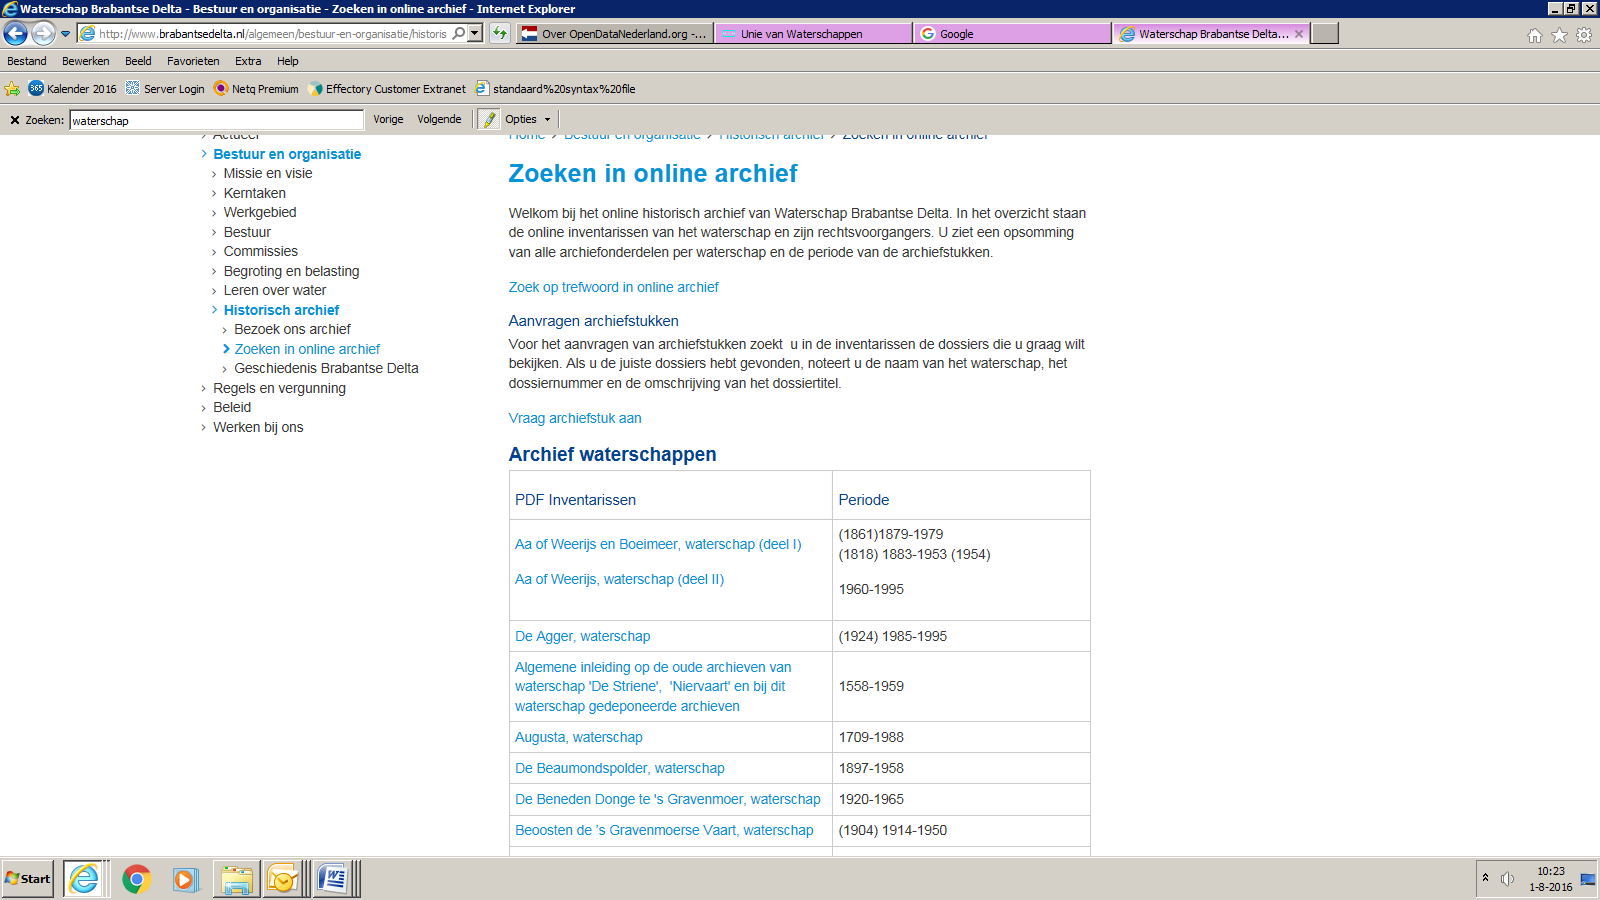 Waterschap Brabantse Delta - Bestuur en organisatie - Zoeken in online archief - Internet Explorer
http://www.brabantsedelta.nl/algemeen/bestuur-en-organisatie/historis
Over OpenDataNederland.org -...
Unie van Waterschappen
Google
Waterschap Brabantse Delta...
Bestand Bewerken Beeld Favorieten Extra Help
365 Kalender 2016 Server Login Netq Premium Effectory Customer Extranet standaard%20syntax%20file
Zoeken: waterschap Vorige Volgende Opties
Actueel
Bestuur en organisatie
Missie en visie
Kerntaken
Werkgebied
Bestuur
Commissies
Begroting en belasting
Leren over water
Historisch archief
Bezoek ons archief
Zoeken in online archief
Geschiedenis Brabantse Delta
Regels en vergunning
Beleid
Werken bij ons
Home › Bestuur en organisatie › Historisch archief › Zoeken in online archief
Zoeken in online archief
Welkom bij het online historisch archief van Waterschap Brabantse Delta. In het overzicht staan
de online inventarissen van het waterschap en zijn rechtsvoorgangers. U ziet een opsomming
van alle archiefonderdelen per waterschap en de periode van de archiefstukken.
Zoek op trefwoord in online archief
Aanvragen archiefstukken
Voor het aanvragen van archiefstukken zoekt  u in de inventarissen de dossiers die u graag wilt
bekijken. Als u de juiste dossiers hebt gevonden, noteert u de naam van het waterschap, het
dossiernummer en de omschrijving van het dossiertitel.
Vraag archiefstuk aan
Archief waterschappen
PDF Inventarissen Periode
Aa of Weerijs en Boeimeer, waterschap (deel I) (1861)1879-1979
(1818) 1883-1953 (1954)
Aa of Weerijs, waterschap (deel II) 1960-1995
De Agger, waterschap (1924) 1985-1995
Algemene inleiding op de oude archieven van
waterschap 'De Striene',  'Niervaart' en bij dit 1558-1959
waterschap gedeponeerde archieven
Augusta, waterschap 1709-1988
De Beaumondspolder, waterschap 1897-1958
De Beneden Donge te 's Gravenmoer, waterschap 1920-1965
Beoosten de 's Gravenmoerse Vaart, waterschap (1904) 1914-1950
Start
10:23
1-8-2016